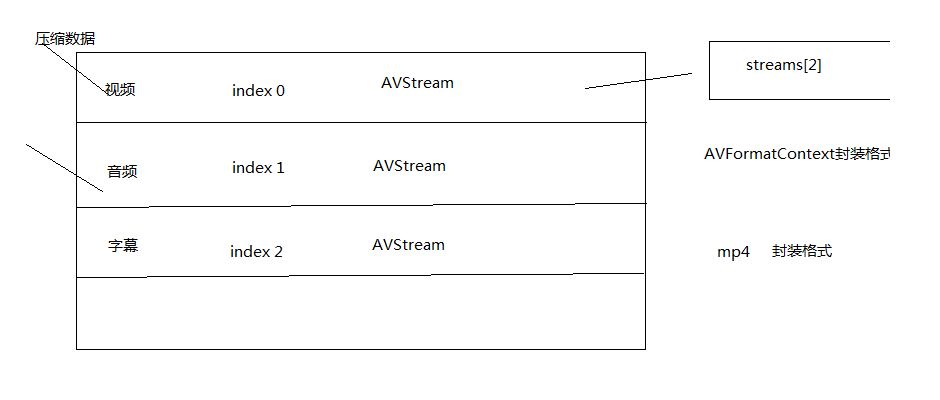 压缩数据
视频 index 0 AVStream
streams[2]
音频 index 1 AVStream
AVFormatContext封装格式
字幕 index 2 AVStream
mp4 封装格式